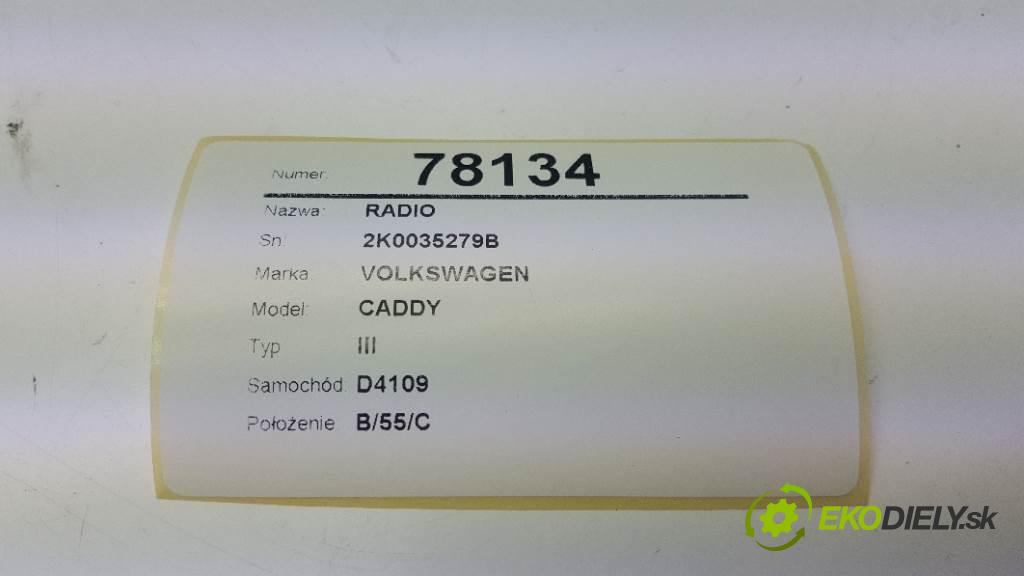 Numer: 78134
Nazwa: RADIO
Sn: 2K0035279B
Marka VOLKSWAGEN
Model: CADDY
Typ III
Samochód: D4109
Położenie: B/55/C
EKODIELY.sk